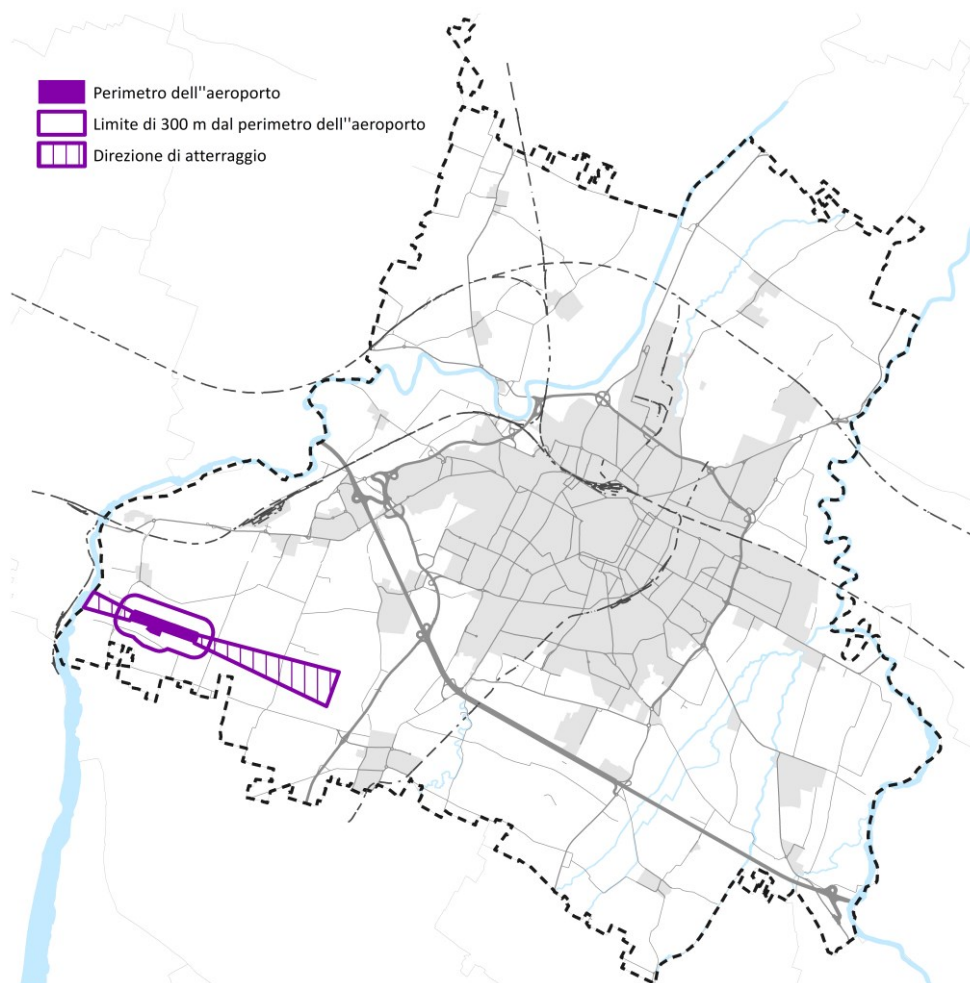 Perimetro dell''aeroporto
Limite di 300 m dal perimetro dell''aeroporto
Direzione di atterraggio